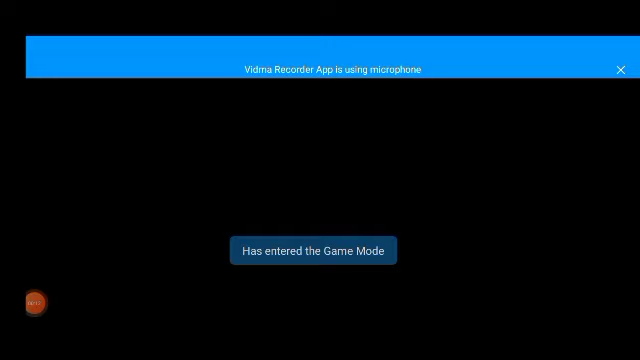 Vidma Recorder App is using microphone
Has entered the Game Mode